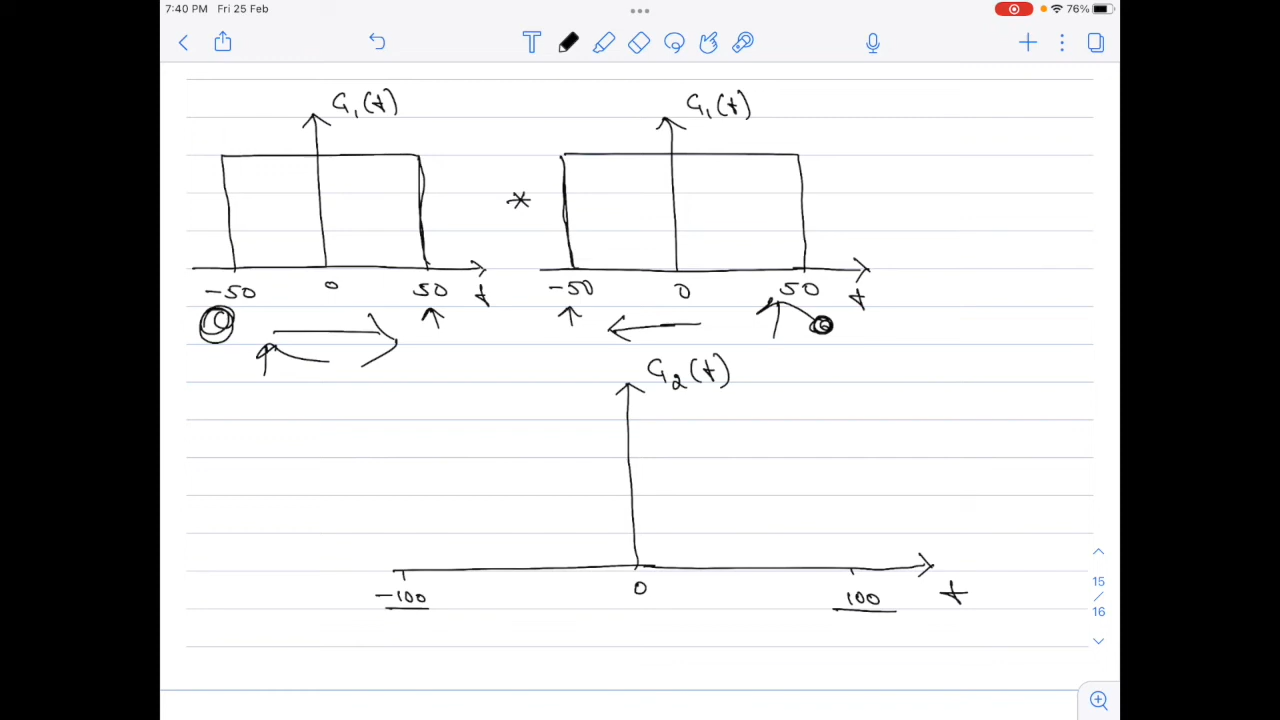 7:40 PM Fri 25 Feb
76%
G₁(f) G₁(f)
*
-50 0 50 f -50 0 50 f
G₂(f)
-100 0 100 f
15
/
16